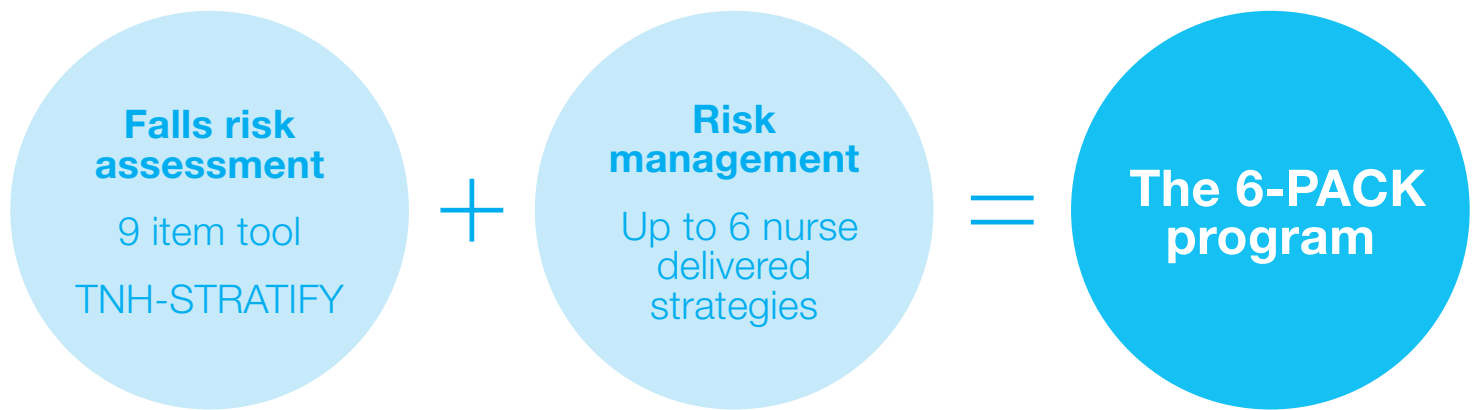 Falls risk
assessment
9 item tool
TNH-STRATIFY
+
Risk
management
Up to 6 nurse
delivered
strategies
=
The 6-PACK
program